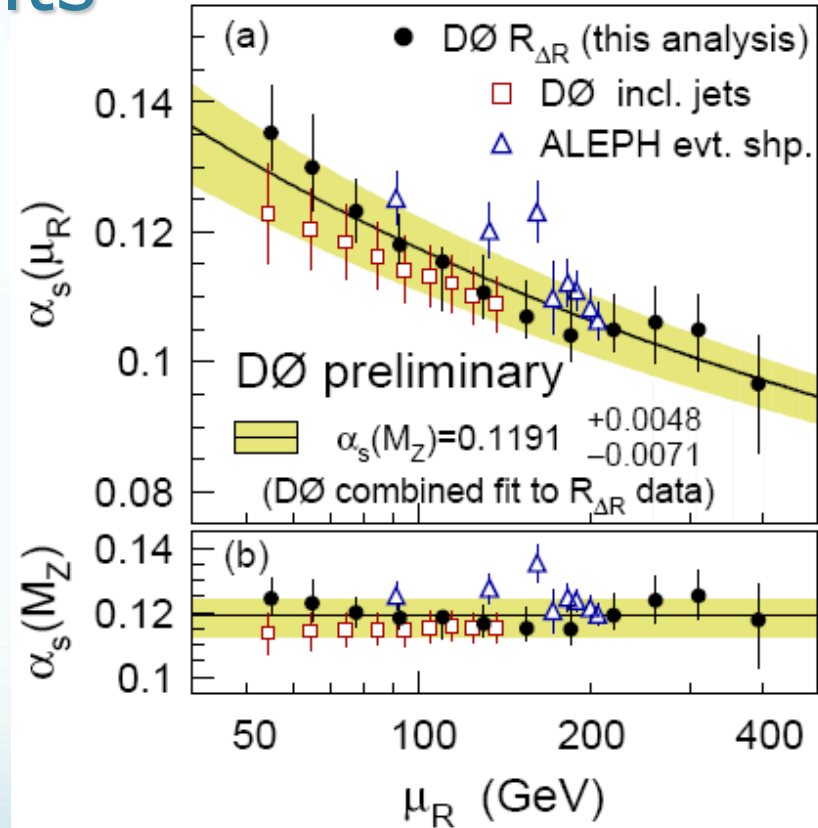 (a)
DØ R_ΔR (this analysis)
DØ incl. jets
ALEPH evt. shp.
0.14
0.12
0.1
0.08
α_s(μ_R)
DØ preliminary
α_s(M_Z)=0.1191 +0.0048 −0.0071
(DØ combined fit to R_ΔR data)
(b)
0.14
0.12
0.1
α_s(M_Z)
50 100 200 400
μ_R (GeV)